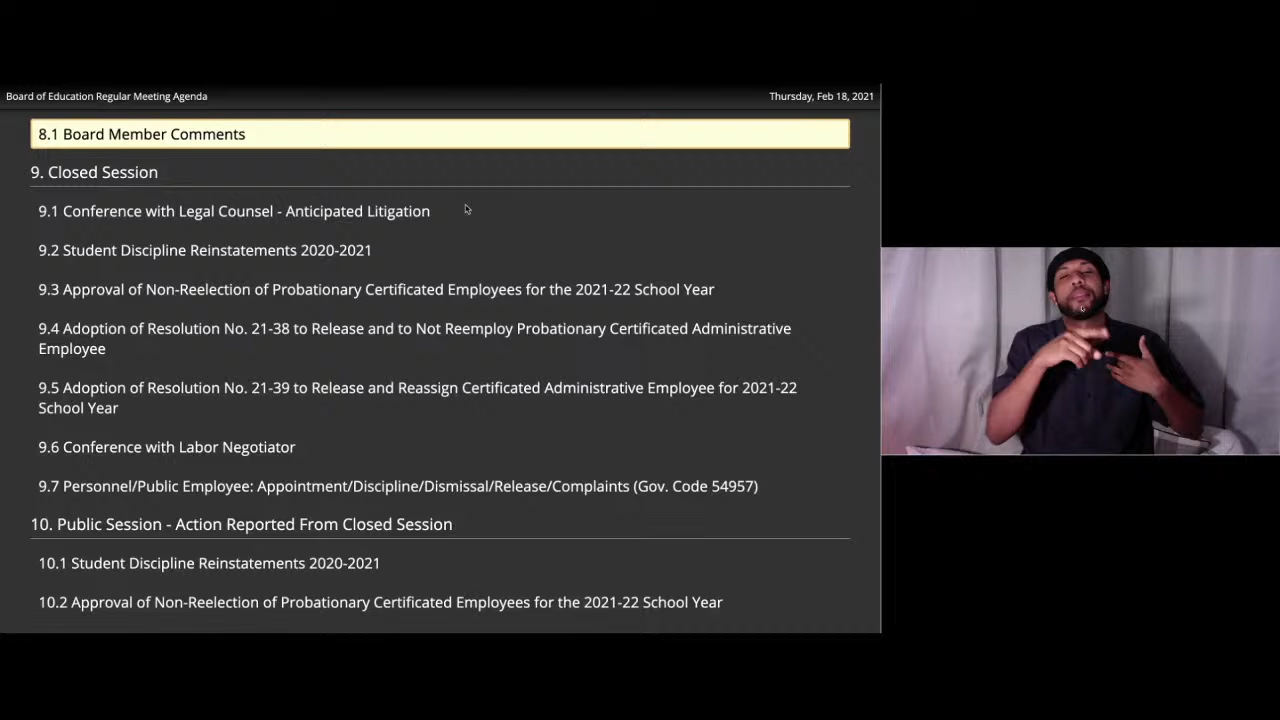 Board of Education Regular Meeting Agenda
Thursday, Feb 18, 2021
8.1 Board Member Comments
9. Closed Session
9.1 Conference with Legal Counsel - Anticipated Litigation
9.2 Student Discipline Reinstatements 2020-2021
9.3 Approval of Non-Reelection of Probationary Certificated Employees for the 2021-22 School Year
9.4 Adoption of Resolution No. 21-38 to Release and to Not Reemploy Probationary Certificated Administrative
Employee
9.5 Adoption of Resolution No. 21-39 to Release and Reassign Certificated Administrative Employee for 2021-22
School Year
9.6 Conference with Labor Negotiator
9.7 Personnel/Public Employee: Appointment/Discipline/Dismissal/Release/Complaints (Gov. Code 54957)
10. Public Session - Action Reported From Closed Session
10.1 Student Discipline Reinstatements 2020-2021
10.2 Approval of Non-Reelection of Probationary Certificated Employees for the 2021-22 School Year